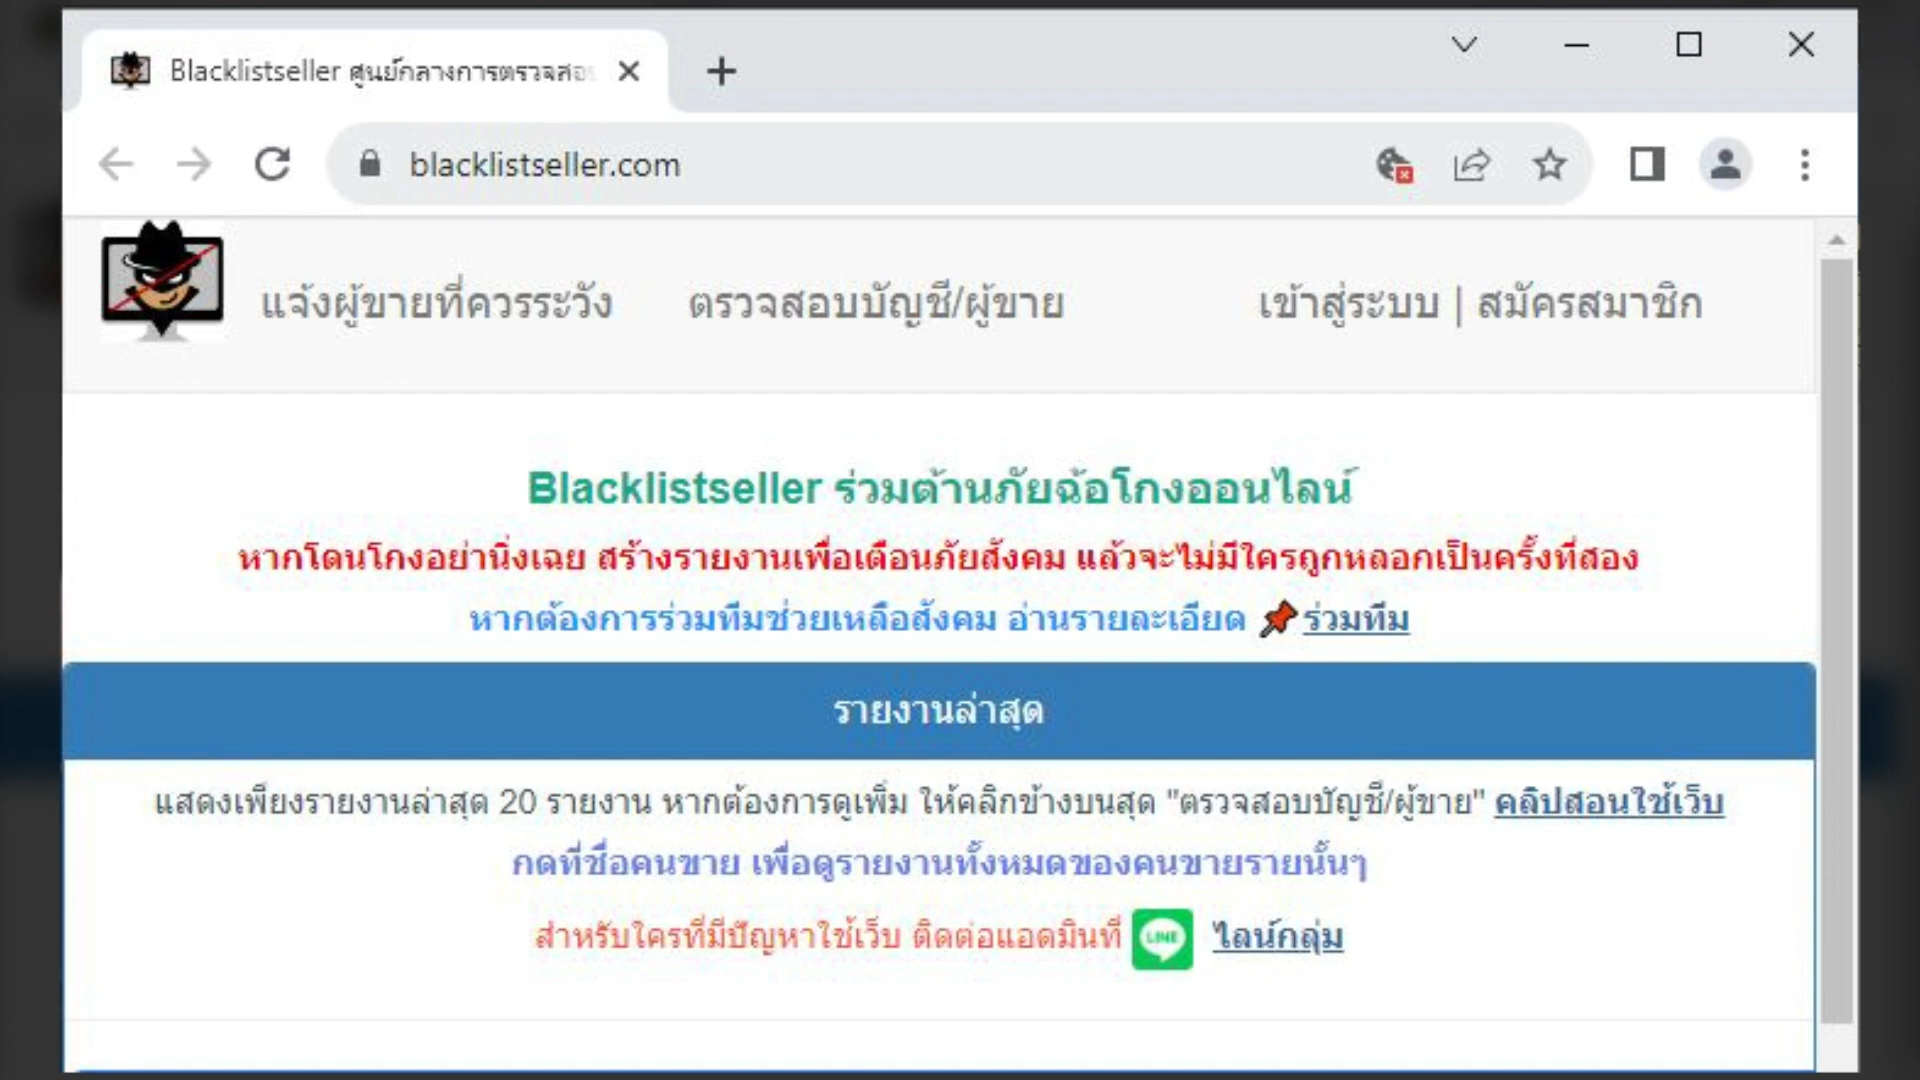 Blacklistseller ศูนย์กลางการตรวจสอบ
blacklistseller.com
แจ้งผู้ขายที่ควรระวัง ตรวจสอบบัญชี/ผู้ขาย เข้าสู่ระบบ | สมัครสมาชิก
Blacklistseller ร่วมต้านภัยฉ้อโกงออนไลน์
หากโดนโกงอย่านิ่งเฉย สร้างรายงานเพื่อเตือนภัยสังคม แล้วจะไม่มีใครถูกหลอกเป็นครั้งที่สอง
หากต้องการร่วมทีมช่วยเหลือสังคม อ่านรายละเอียด 📌ร่วมทีม
รายงานล่าสุด
แสดงเพียงรายงานล่าสุด 20 รายงาน หากต้องการดูเพิ่ม ให้คลิกข้างบนสุด "ตรวจสอบบัญชี/ผู้ขาย" คลิปสอนใช้เว็บ
กดที่ชื่อคนขาย เพื่อดูรายงานทั้งหมดของคนขายรายนั้นๆ
สำหรับใครที่มีปัญหาใช้เว็บ ติดต่อแอดมินที่ LINE ไลน์กลุ่ม